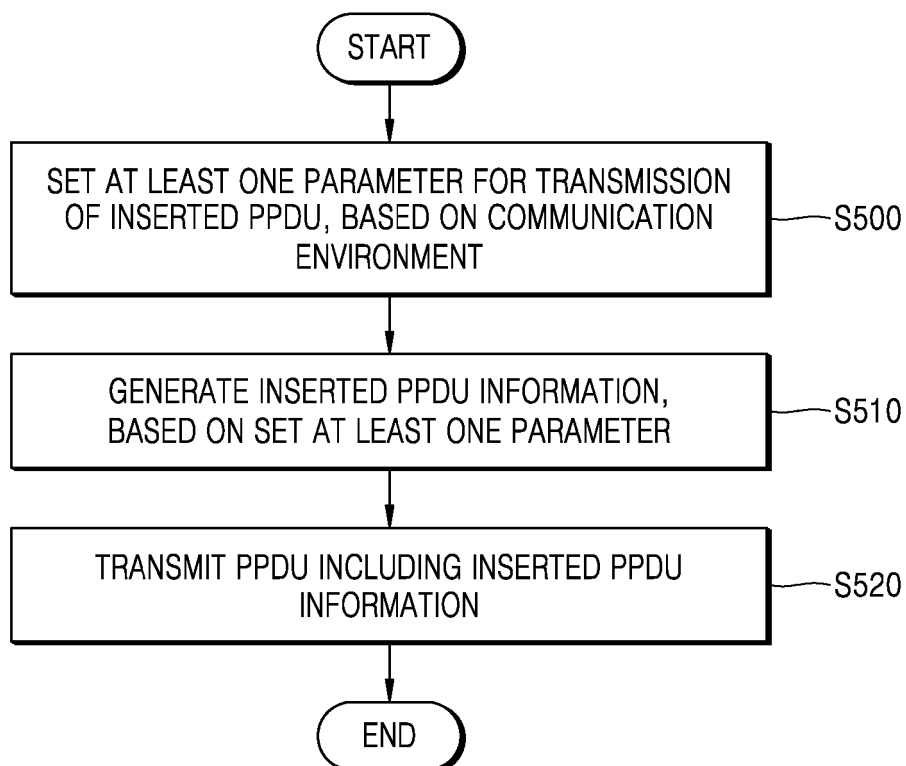 START
SET AT LEAST ONE PARAMETER FOR TRANSMISSION
OF INSERTED PPDU, BASED ON COMMUNICATION
ENVIRONMENT
S500
GENERATE INSERTED PPDU INFORMATION,
BASED ON SET AT LEAST ONE PARAMETER
S510
TRANSMIT PPDU INCLUDING INSERTED PPDU
INFORMATION
S520
END